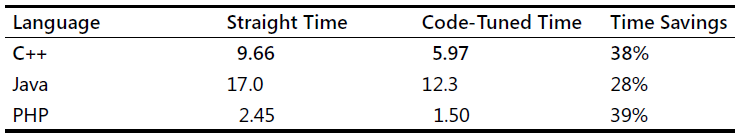 Language Straight Time Code-Tuned Time Time Savings
C++ 9.66 5.97 38%
Java 17.0 12.3 28%
PHP 2.45 1.50 39%